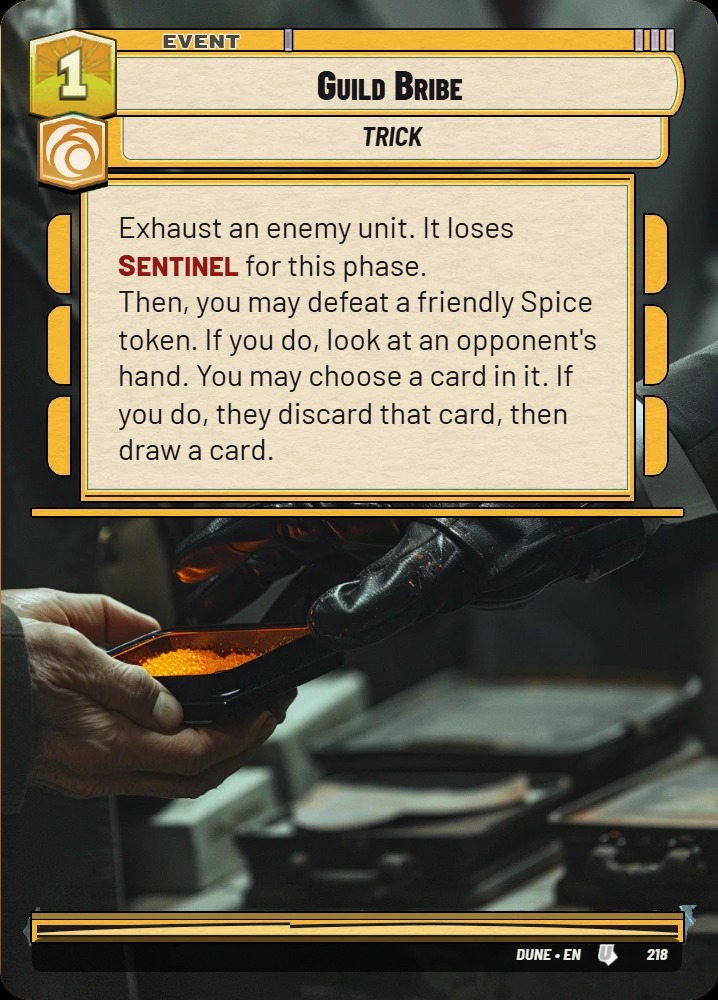 EVENT
1
GUILD BRIBE
TRICK
Exhaust an enemy unit. It loses
SENTINEL for this phase.
Then, you may defeat a friendly Spice
token. If you do, look at an opponent's
hand. You may choose a card in it. If
you do, they discard that card, then
draw a card.
DUNE • EN U 218